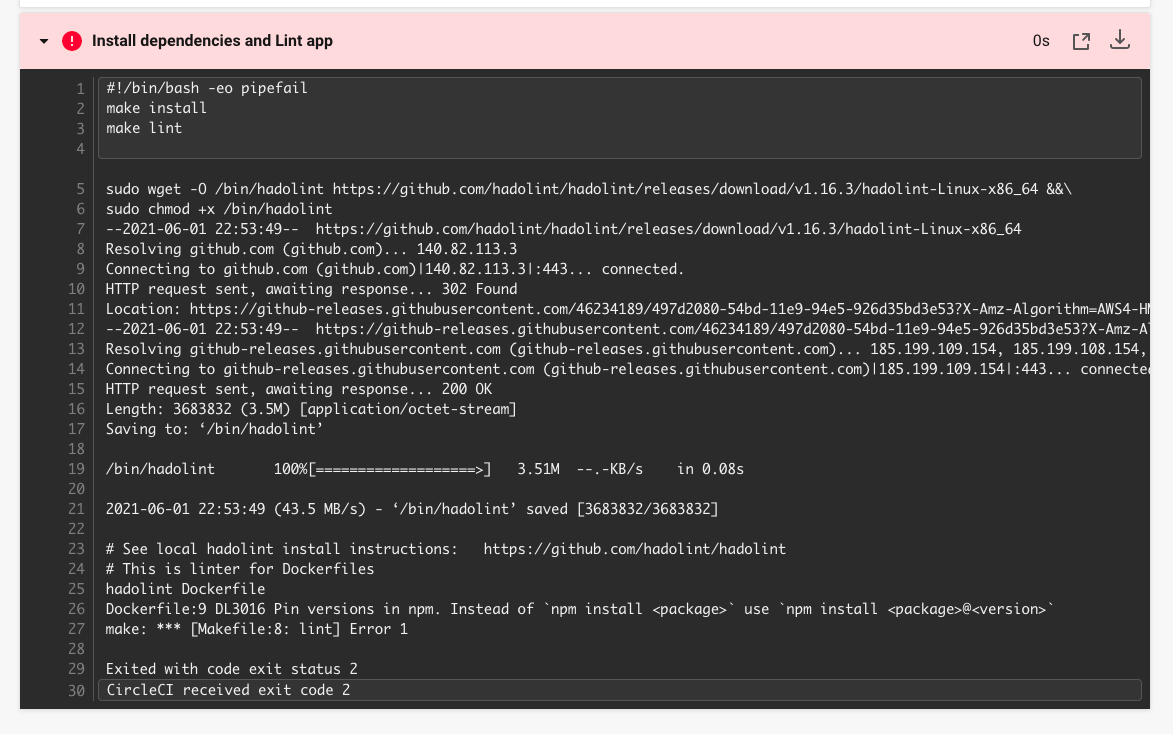 Install dependencies and Lint app 0s
1 #!/bin/bash -eo pipefail
2 make install
3 make lint
4
5 sudo wget -O /bin/hadolint https://github.com/hadolint/hadolint/releases/download/v1.16.3/hadolint-Linux-x86_64 &&\
6 sudo chmod +x /bin/hadolint
7 --2021-06-01 22:53:49--  https://github.com/hadolint/hadolint/releases/download/v1.16.3/hadolint-Linux-x86_64
8 Resolving github.com (github.com)... 140.82.113.3
9 Connecting to github.com (github.com)|140.82.113.3|:443... connected.
10 HTTP request sent, awaiting response... 302 Found
11 Location: https://github-releases.githubusercontent.com/46234189/497d2080-54bd-11e9-94e5-926d35bd3e53?X-Amz-Algorithm=AWS4-H
12 --2021-06-01 22:53:49--  https://github-releases.githubusercontent.com/46234189/497d2080-54bd-11e9-94e5-926d35bd3e53?X-Amz-A
13 Resolving github-releases.githubusercontent.com (github-releases.githubusercontent.com)... 185.199.109.154, 185.199.108.154,
14 Connecting to github-releases.githubusercontent.com (github-releases.githubusercontent.com)|185.199.109.154|:443... connecte
15 HTTP request sent, awaiting response... 200 OK
16 Length: 3683832 (3.5M) [application/octet-stream]
17 Saving to: ‘/bin/hadolint’
18
19 /bin/hadolint       100%[===================>]   3.51M  --.-KB/s    in 0.08s
20
21 2021-06-01 22:53:49 (43.5 MB/s) - ‘/bin/hadolint’ saved [3683832/3683832]
22
23 # See local hadolint install instructions:   https://github.com/hadolint/hadolint
24 # This is linter for Dockerfiles
25 hadolint Dockerfile
26 Dockerfile:9 DL3016 Pin versions in npm. Instead of `npm install <package>` use `npm install <package>@<version>`
27 make: *** [Makefile:8: lint] Error 1
28
29 Exited with code exit status 2
30 CircleCI received exit code 2